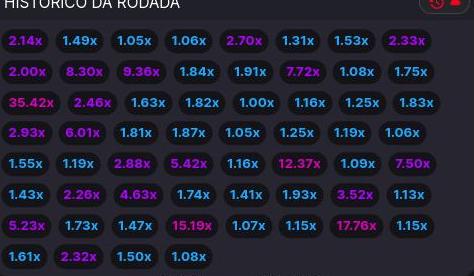 HISTÓRICO DA RODADA
2.14x 1.49x 1.05x 1.06x 2.70x 1.31x 1.53x 2.33x
2.00x 8.30x 9.36x 1.84x 1.91x 7.72x 1.08x 1.75x
35.42x 2.46x 1.63x 1.82x 1.00x 1.16x 1.25x 1.83x
2.93x 6.01x 1.81x 1.87x 1.05x 1.25x 1.19x 1.06x
1.55x 1.19x 2.88x 5.42x 1.16x 12.37x 1.09x 7.50x
1.43x 2.26x 4.63x 1.74x 1.41x 1.93x 3.52x 1.13x
5.23x 1.73x 1.47x 15.19x 1.07x 1.15x 17.76x 1.15x
1.61x 2.32x 1.50x 1.08x